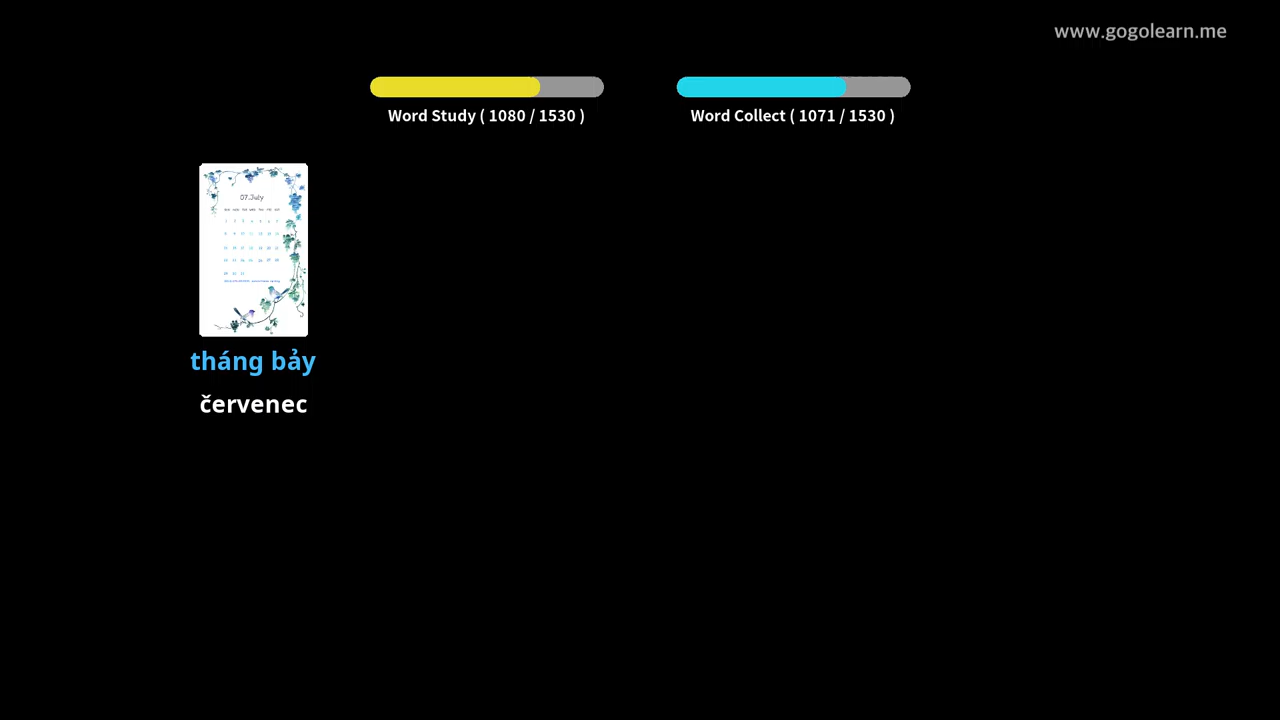 www.gogolearn.me
Word Study ( 1080 / 1530 )
Word Collect ( 1071 / 1530 )
07.July
tháng bảy
červenec